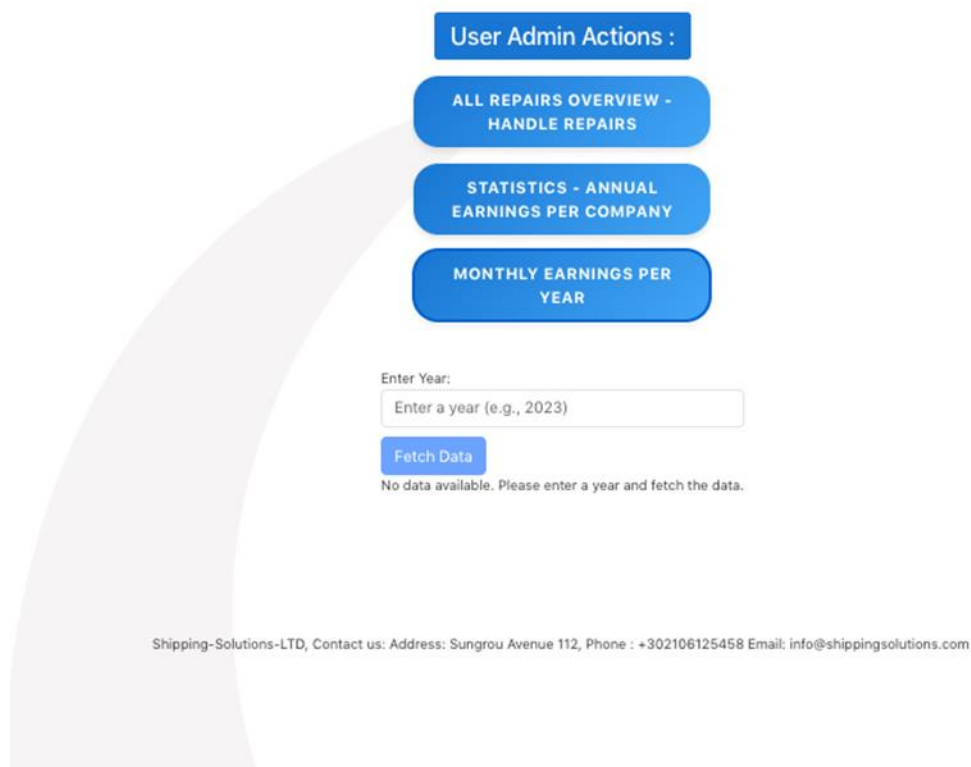 User Admin Actions :
ALL REPAIRS OVERVIEW -
HANDLE REPAIRS
STATISTICS - ANNUAL
EARNINGS PER COMPANY
MONTHLY EARNINGS PER
YEAR
Enter Year:
Enter a year (e.g., 2023)
Fetch Data
No data available. Please enter a year and fetch the data.
Shipping-Solutions-LTD, Contact us: Address: Sungrou Avenue 112, Phone : +302106125458 Email: info@shippingsolutions.com